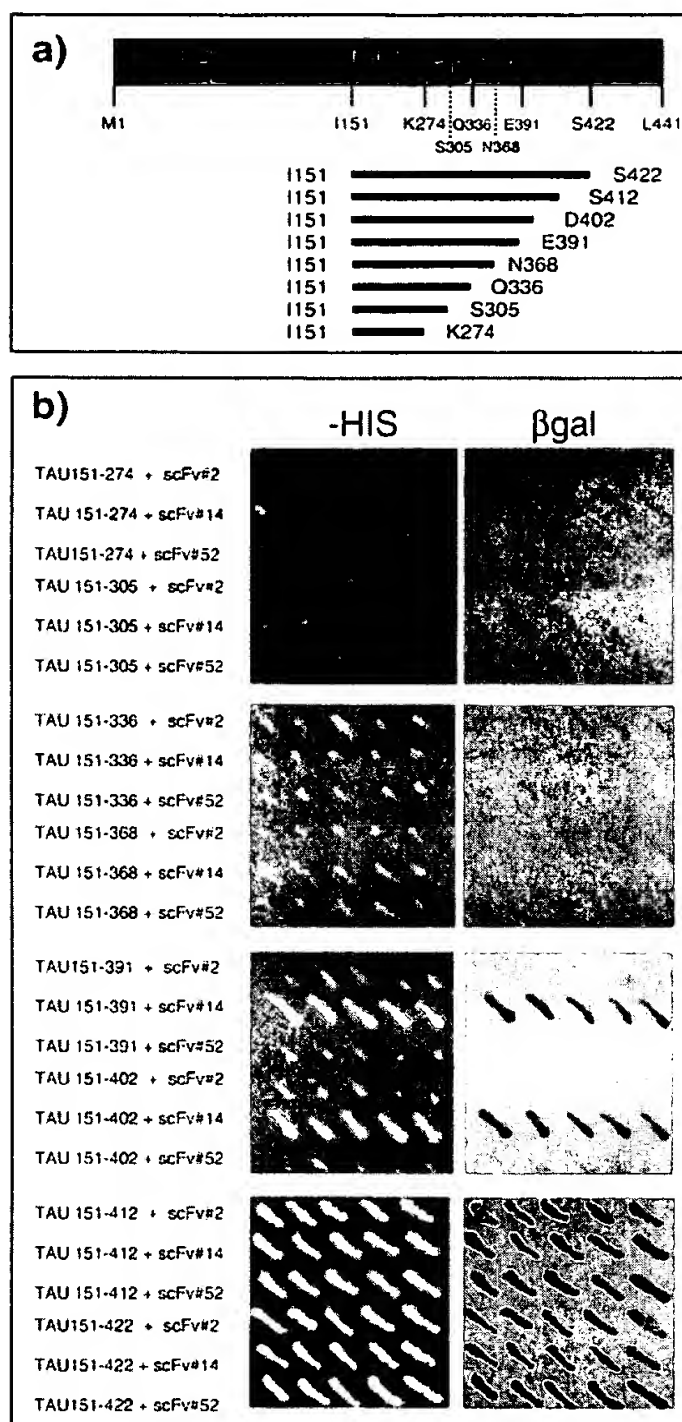 a)
M1 I151 K274 Q336 E391 S422 L441
S305 N368
I151 S422
I151 S412
I151 D402
I151 E391
I151 N368
I151 Q336
I151 S305
I151 K274
b)
-HIS βgal
TAU151-274 + scFv#2
TAU 151-274 + scFv#14
TAU151-274 + scFv#52
TAU 151-305 + scFv#2
TAU 151-305 + scFv#14
TAU 151-305 + scFv#52
TAU 151-336 + scFv#2
TAU 151-336 + scFv#14
TAU 151-336 + scFv#52
TAU 151-368 + scFv#2
TAU 151-368 + scFv#14
TAU 151-368 + scFv#52
TAU151-391 + scFv#2
TAU 151-391 + scFv#14
TAU 151-391 + scFv#52
TAU 151-402 + scFv#2
TAU 151-402 + scFv#14
TAU 151-402 + scFv#52
TAU 151-412 + scFv#2
TAU 151-412 + scFv#14
TAU 151-412 + scFv#52
TAU151-422 + scFv#2
TAU 151-422 + scFv#14
TAU 151-422 + scFv#52